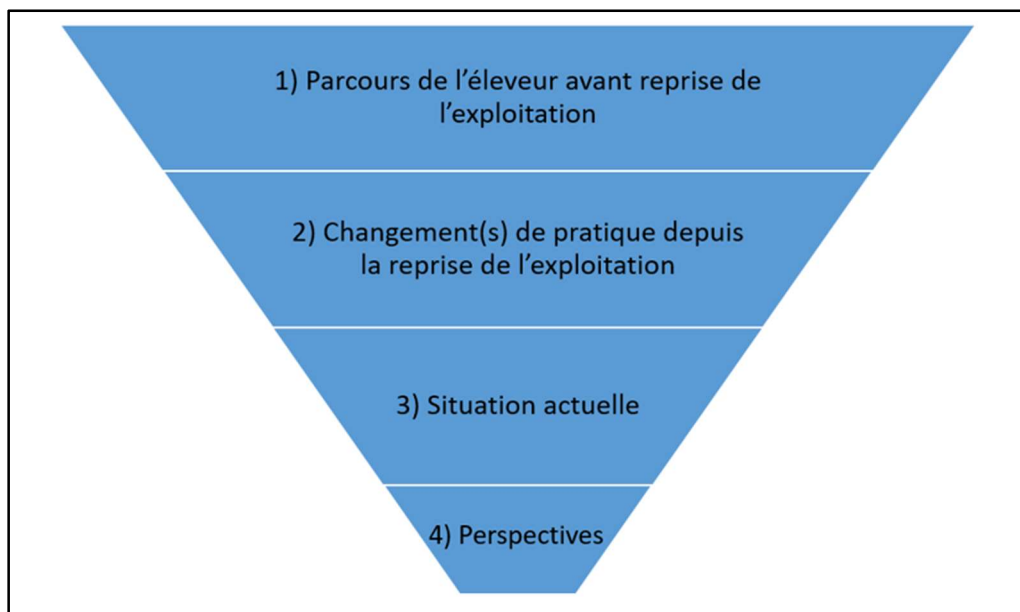 1) Parcours de l’éleveur avant reprise de
l’exploitation
2) Changement(s) de pratique depuis
la reprise de l’exploitation
3) Situation actuelle
4) Perspectives